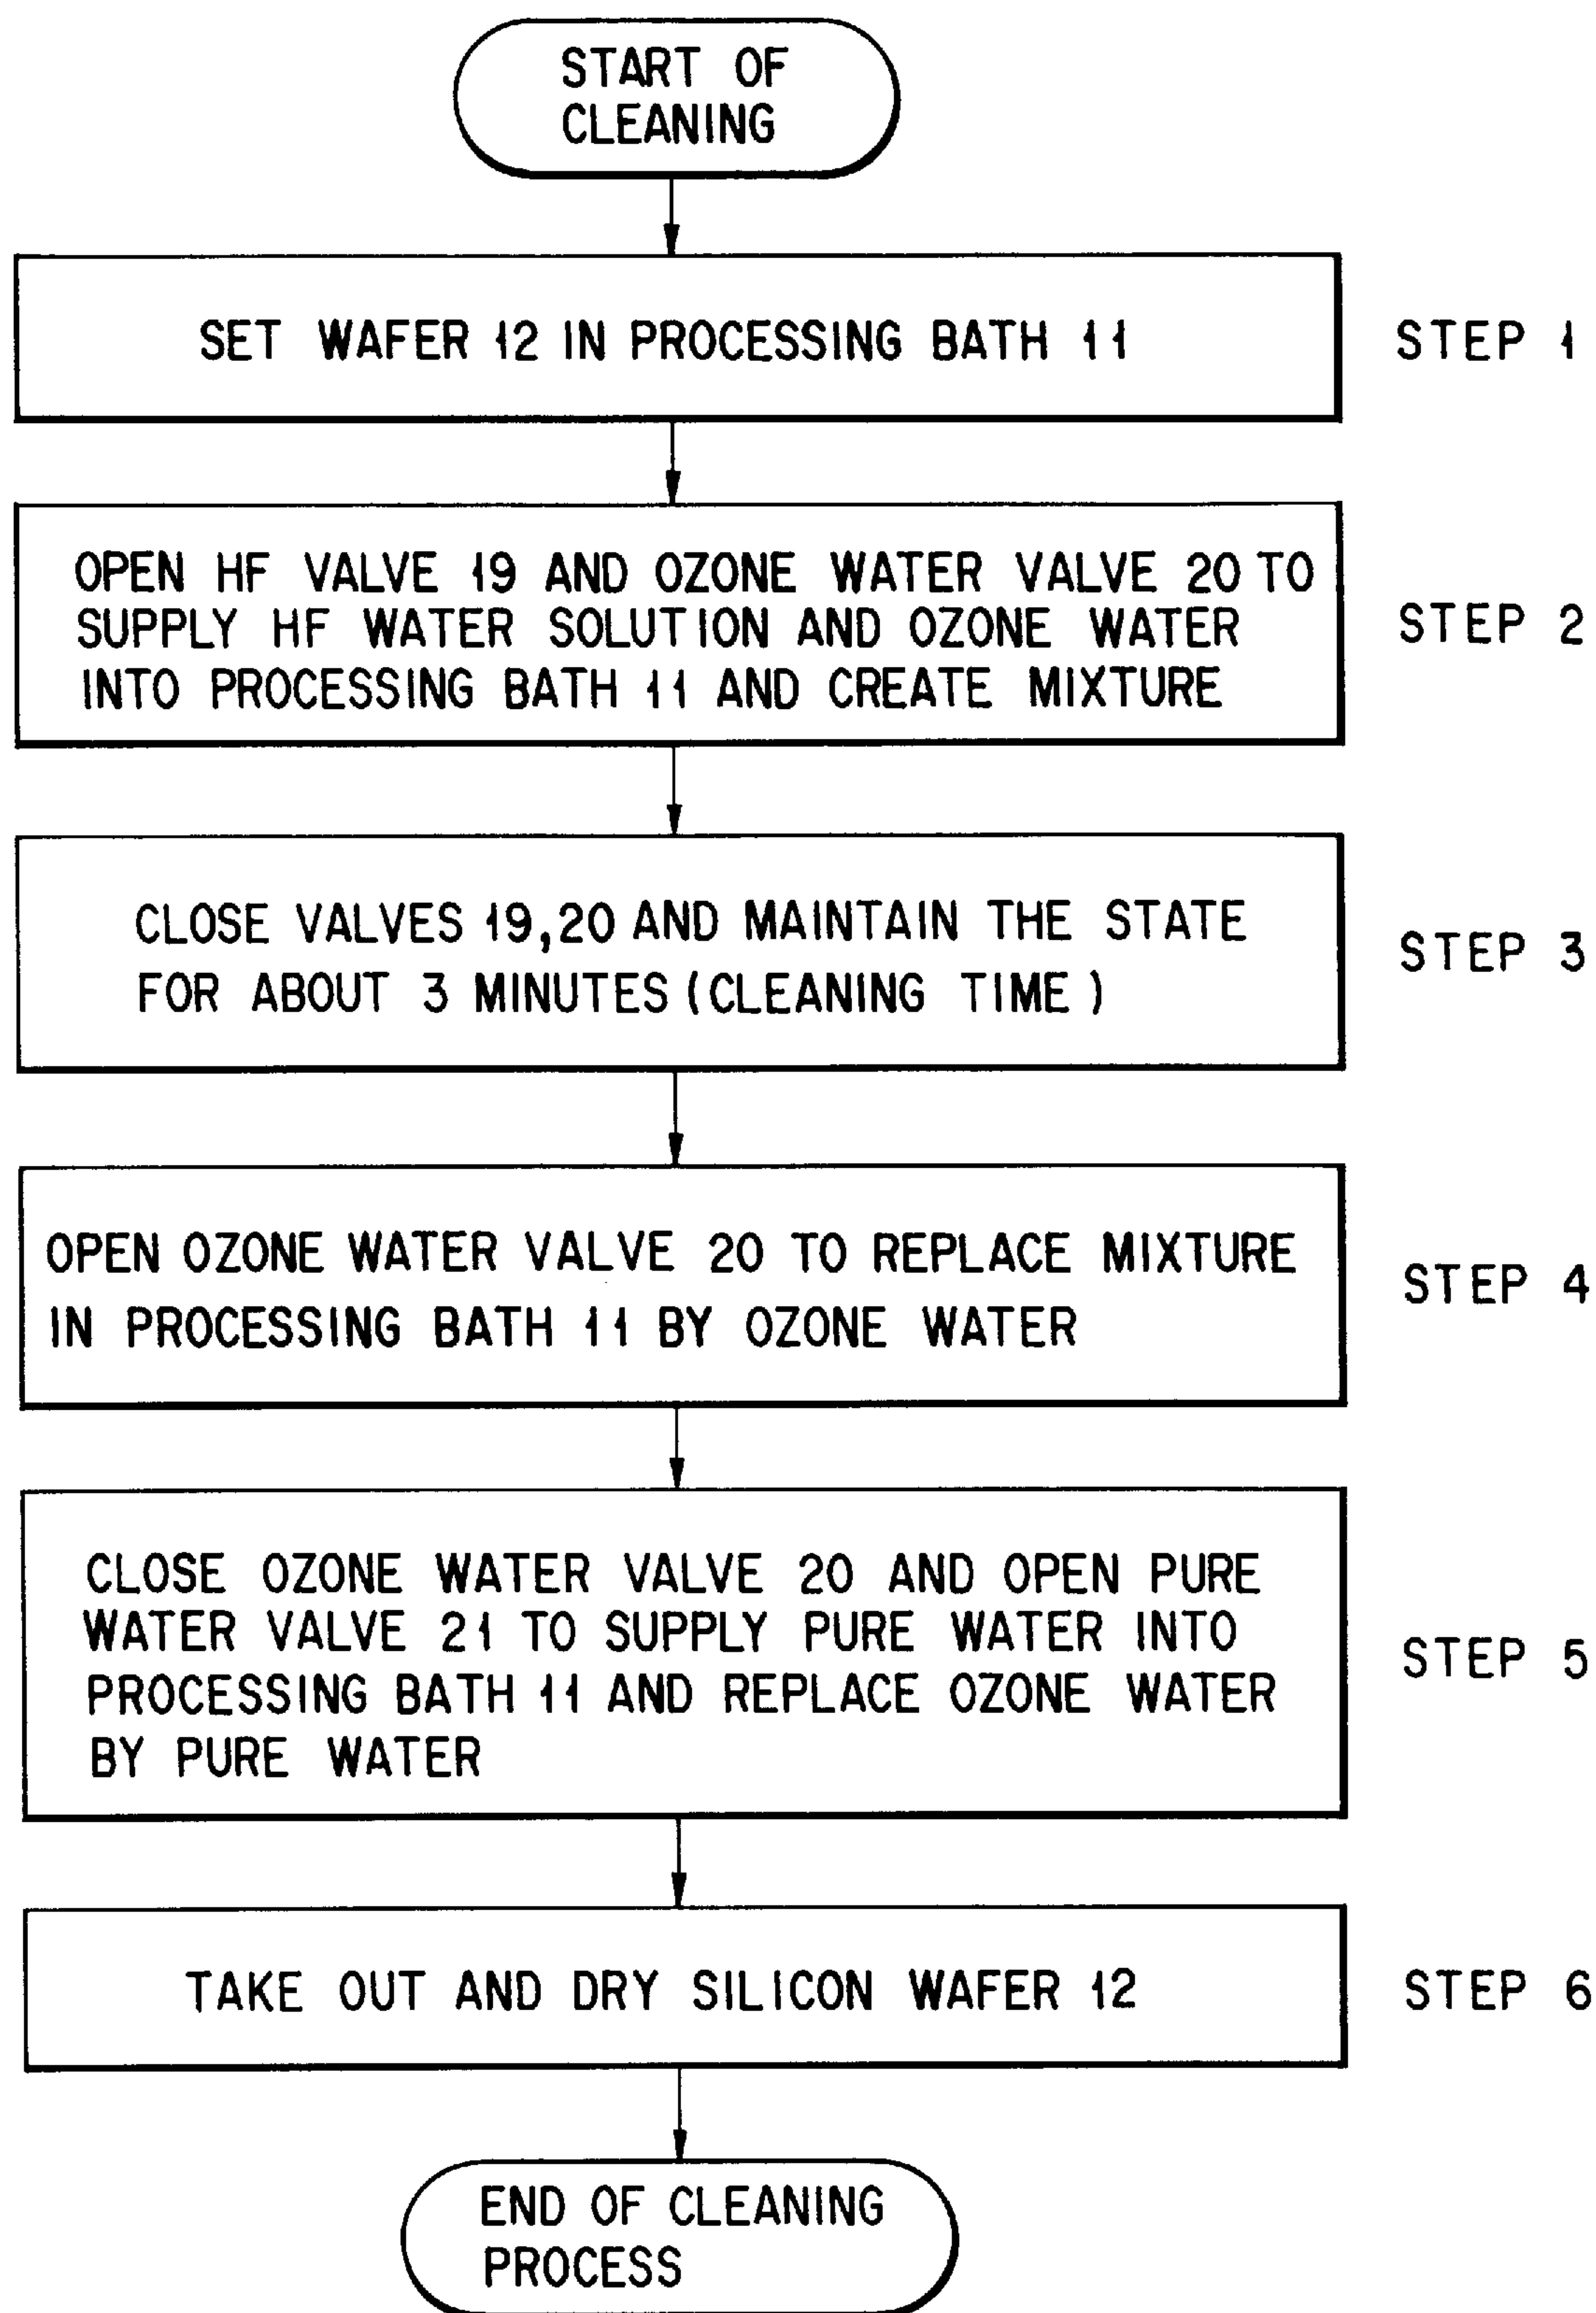 START OF
CLEANING
SET WAFER 12 IN PROCESSING BATH 11
STEP 1
OPEN HF VALVE 19 AND OZONE WATER VALVE 20 TO
SUPPLY HF WATER SOLUTION AND OZONE WATER
INTO PROCESSING BATH 11 AND CREATE MIXTURE
STEP 2
CLOSE VALVES 19,20 AND MAINTAIN THE STATE
FOR ABOUT 3 MINUTES (CLEANING TIME)
STEP 3
OPEN OZONE WATER VALVE 20 TO REPLACE MIXTURE
IN PROCESSING BATH 11 BY OZONE WATER
STEP 4
CLOSE OZONE WATER VALVE 20 AND OPEN PURE
WATER VALVE 21 TO SUPPLY PURE WATER INTO
PROCESSING BATH 11 AND REPLACE OZONE WATER
BY PURE WATER
STEP 5
TAKE OUT AND DRY SILICON WAFER 12
STEP 6
END OF CLEANING
PROCESS